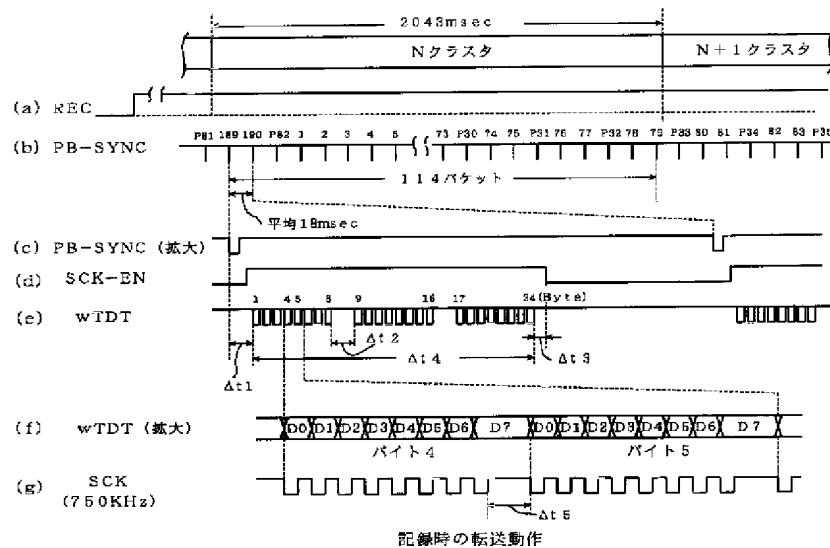 2043msec
Nクラスタ
N+1クラスタ
(a) REC
P81 189 190 P82 1 2 3 4 5 73 P30 74 75 P31 76 77 P32 78 79 P33 80 81 P34 82 83 P35
(b) PB-SYNC
114パケット
平均18msec
(c) PB-SYNC (拡大)
(d) SCK-EN
1 4 5 8 9 16 17 24(Byte)
(e) WTDT
Δt1
Δt2
Δt3
Δt4
(f) WTDT (拡大)
D0 D1 D2 D3 D4 D5 D6 D7 D0 D1 D2 D3 D4 D5 D6 D7
バイト4
バイト5
(g) SCK
(750KHz)
Δt5
記録時の転送動作